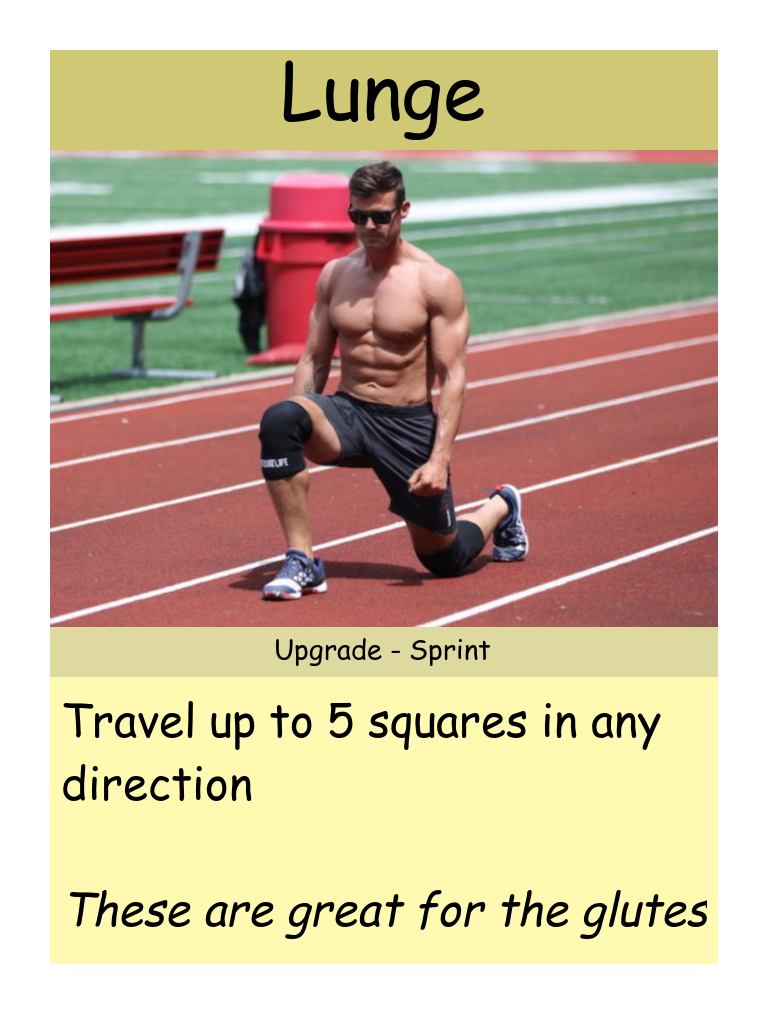 Lunge
Upgrade - Sprint
Travel up to 5 squares in any
direction
These are great for the glutes